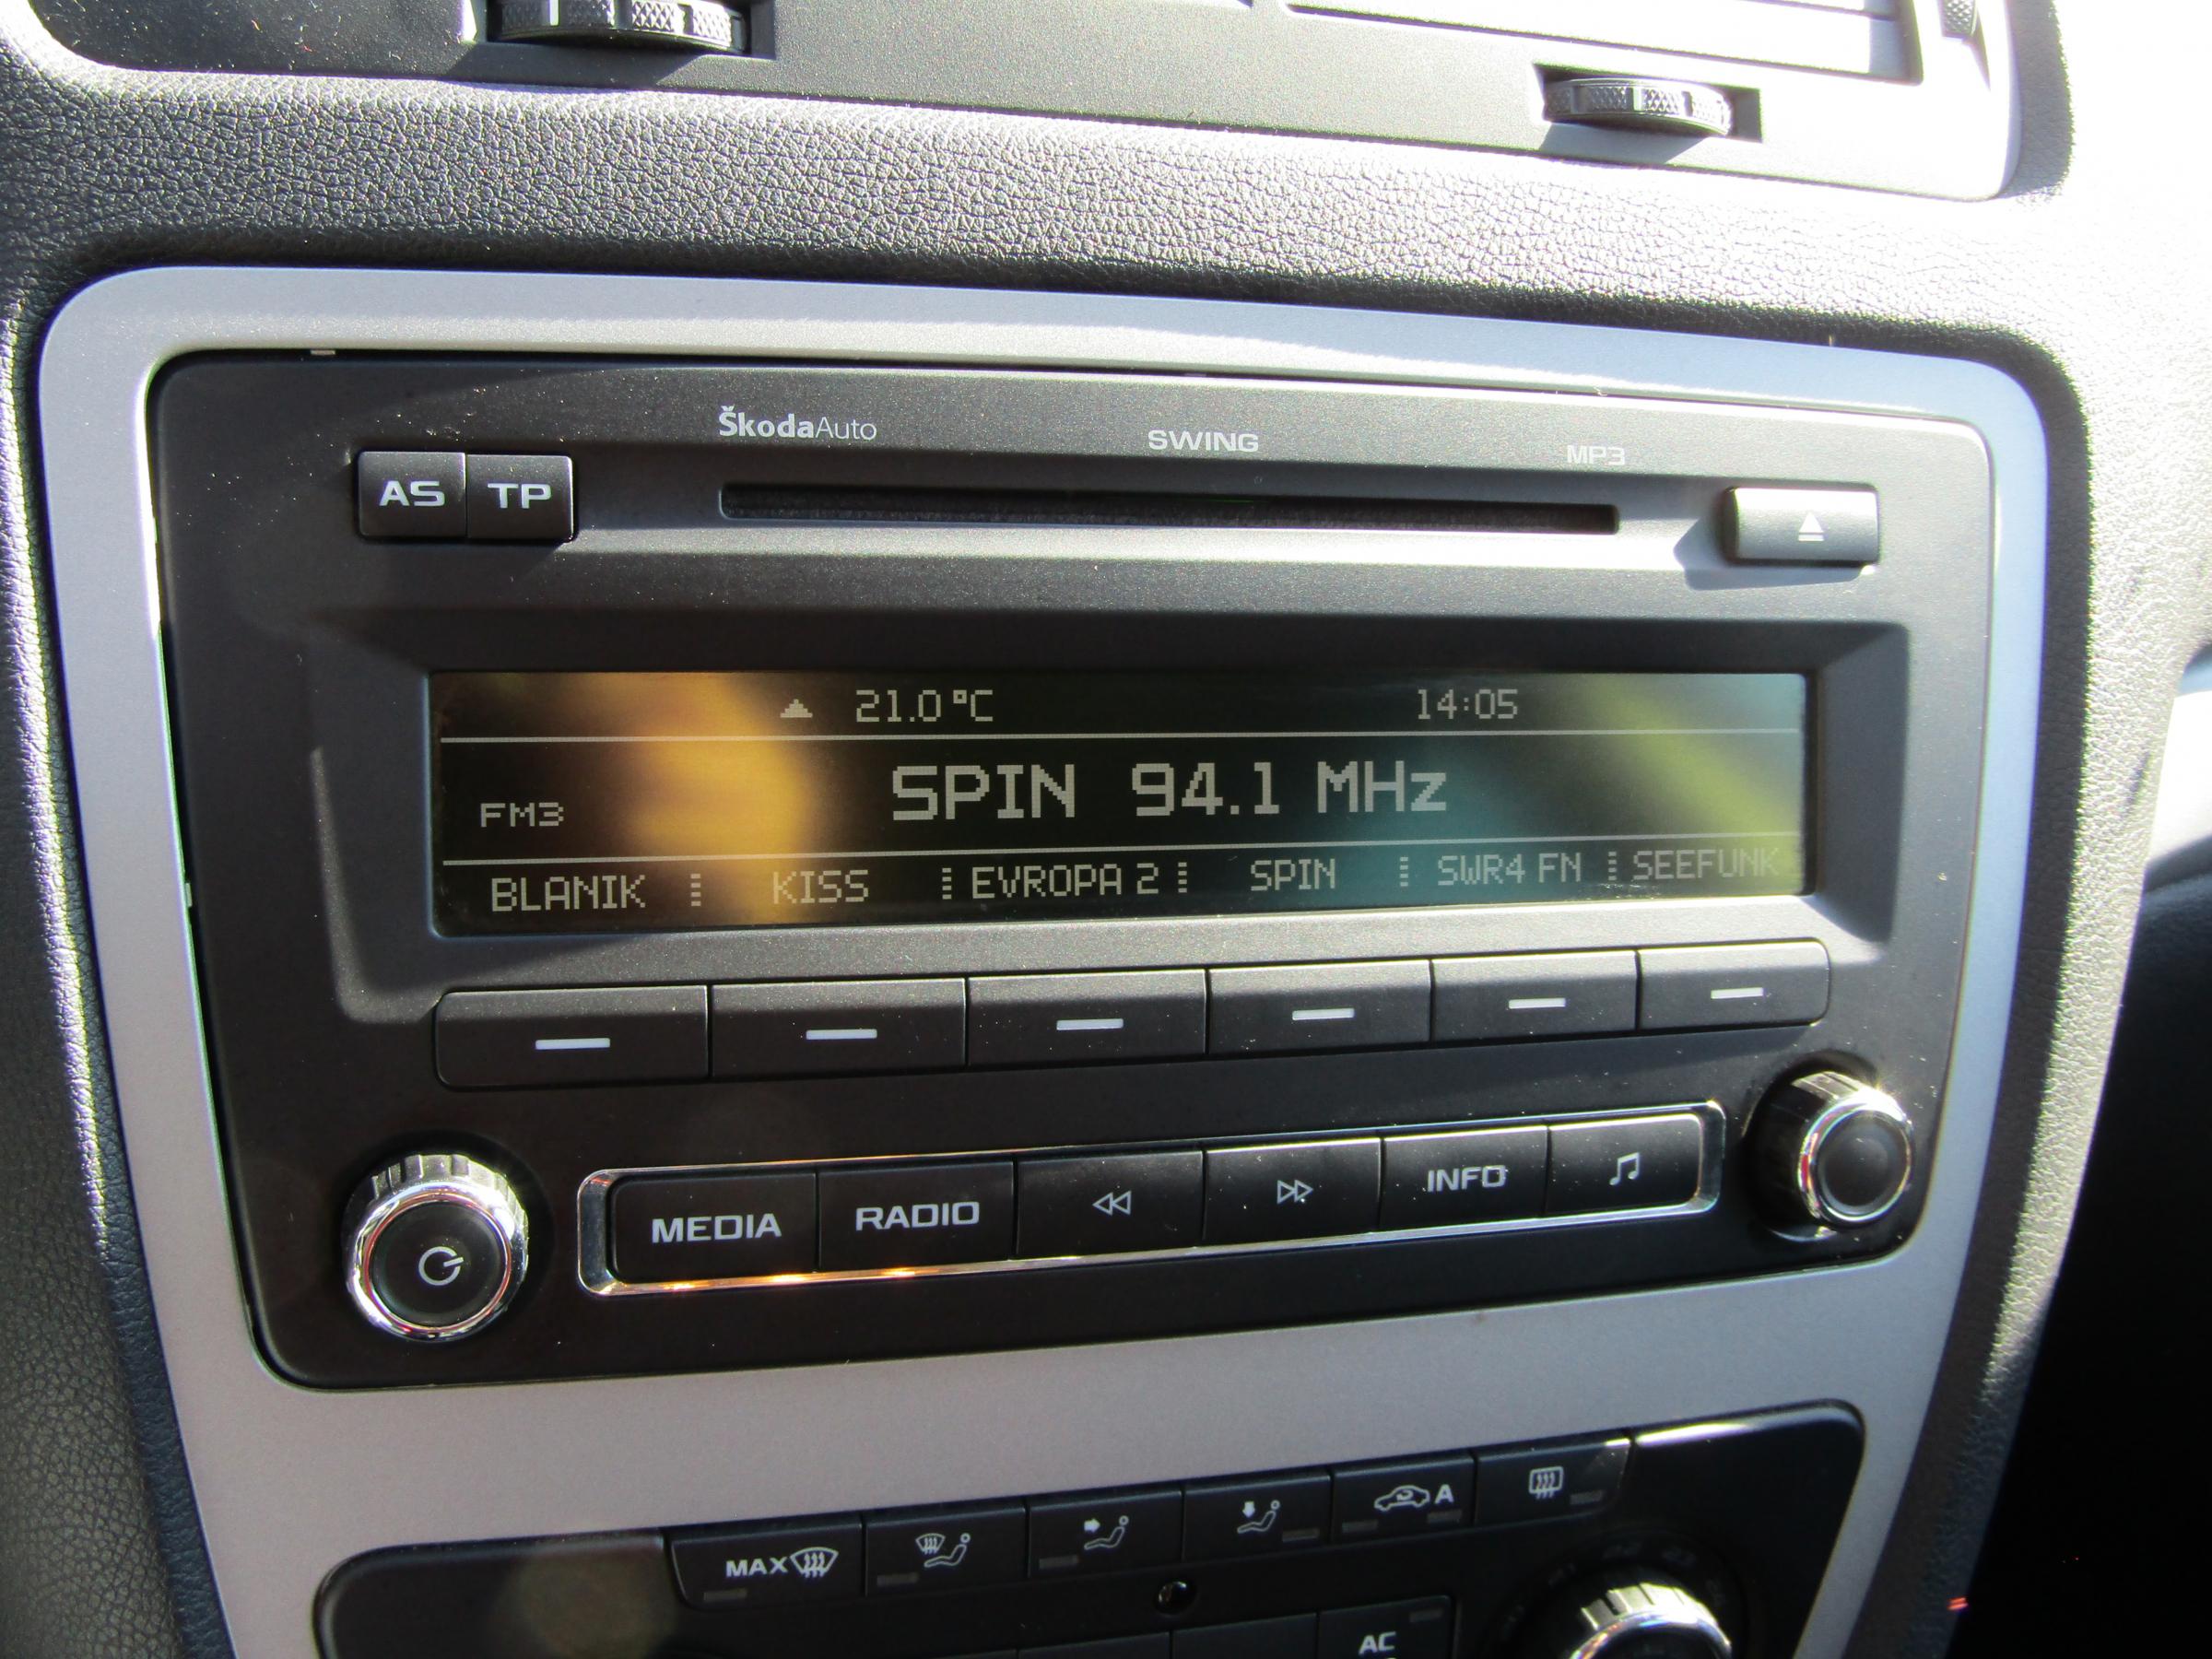 ŠkodaAuto SWING MP3
AS TP
21.0°C 14:05
SPIN 94.1 MHz
FM3
BLANIK KISS EVROPA 2 SPIN SWR4 FN SEEFUNK
MEDIA RADIO INFO
MAX A
AC